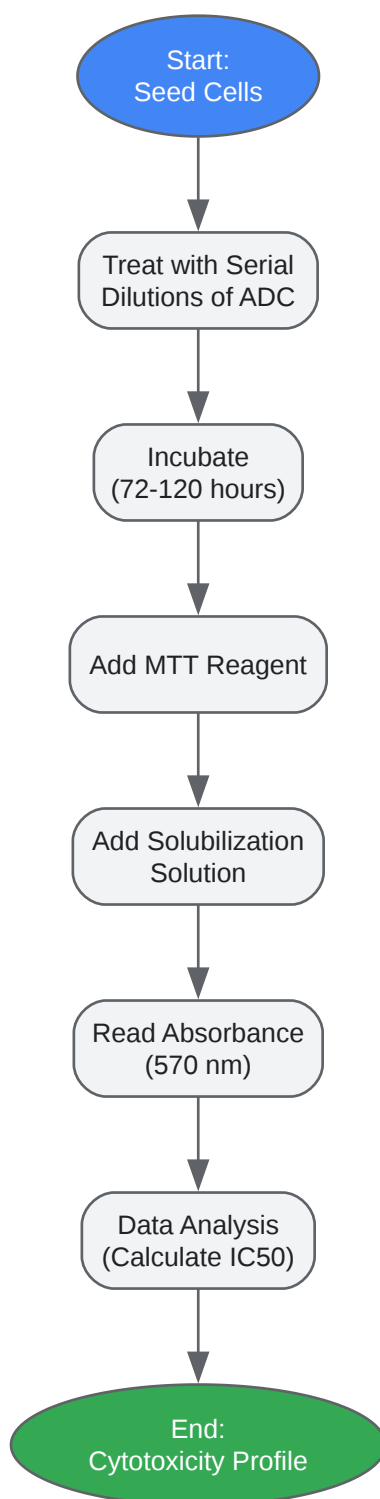 Start:
Seed Cells
Treat with Serial
Dilutions of ADC
Incubate
(72-120 hours)
Add MTT Reagent
Add Solubilization
Solution
Read Absorbance
(570 nm)
Data Analysis
(Calculate IC50)
End:
Cytotoxicity Profile